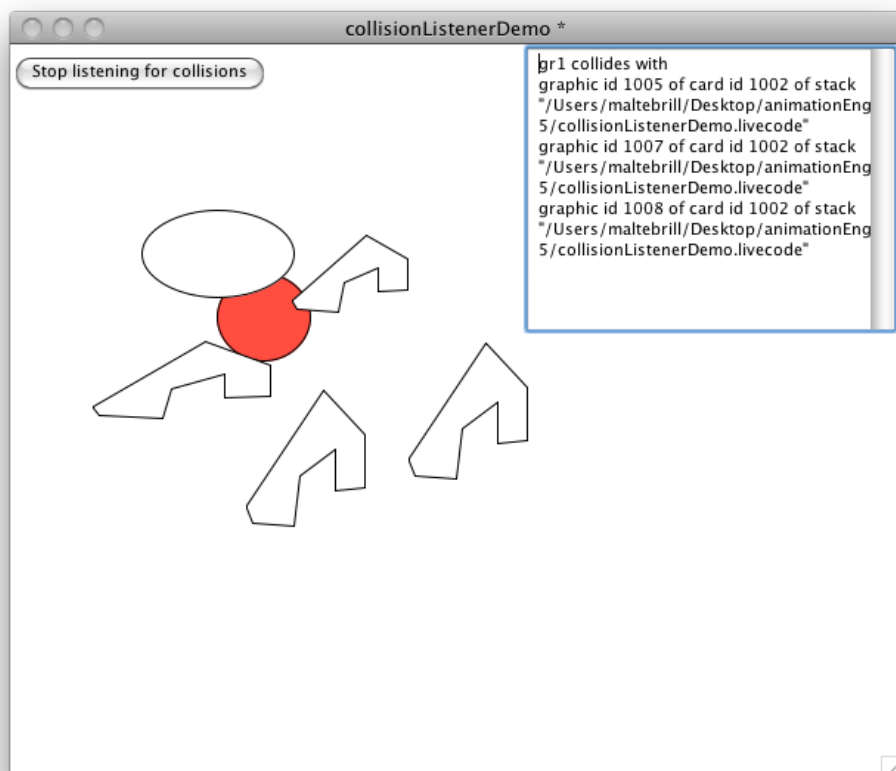 collisionListenerDemo *
Stop listening for collisions
gr1 collides with
graphic id 1005 of card id 1002 of stack
"/Users/maltebrill/Desktop/animationEng
5/collisionListenerDemo.livecode"
graphic id 1007 of card id 1002 of stack
"/Users/maltebrill/Desktop/animationEng
5/collisionListenerDemo.livecode"
graphic id 1008 of card id 1002 of stack
"/Users/maltebrill/Desktop/animationEng
5/collisionListenerDemo.livecode"